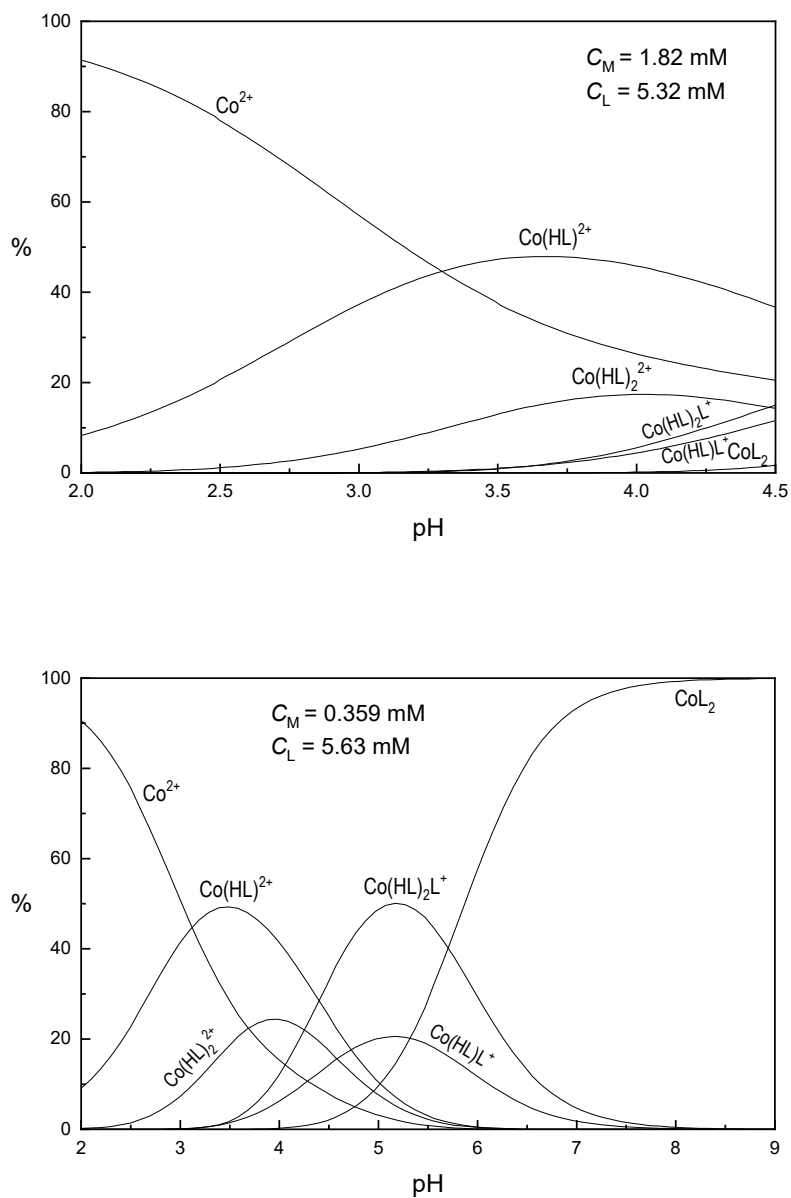 100
C_M = 1.82 mM
C_L = 5.32 mM
80
Co²⁺
60
%
Co(HL)²⁺
40
Co(HL)₂²⁺
20
Co(HL)₂L⁺
Co(HL)L⁺
CoL₂
0
2.0 2.5 3.0 3.5 4.0 4.5
pH
100
CoL₂
C_M = 0.359 mM
C_L = 5.63 mM
80
Co²⁺
60
Co(HL)²⁺
Co(HL)₂L⁺
%
40
20
Co(HL)₂²⁺
Co(HL)L⁺
0
2 3 4 5 6 7 8 9
pH